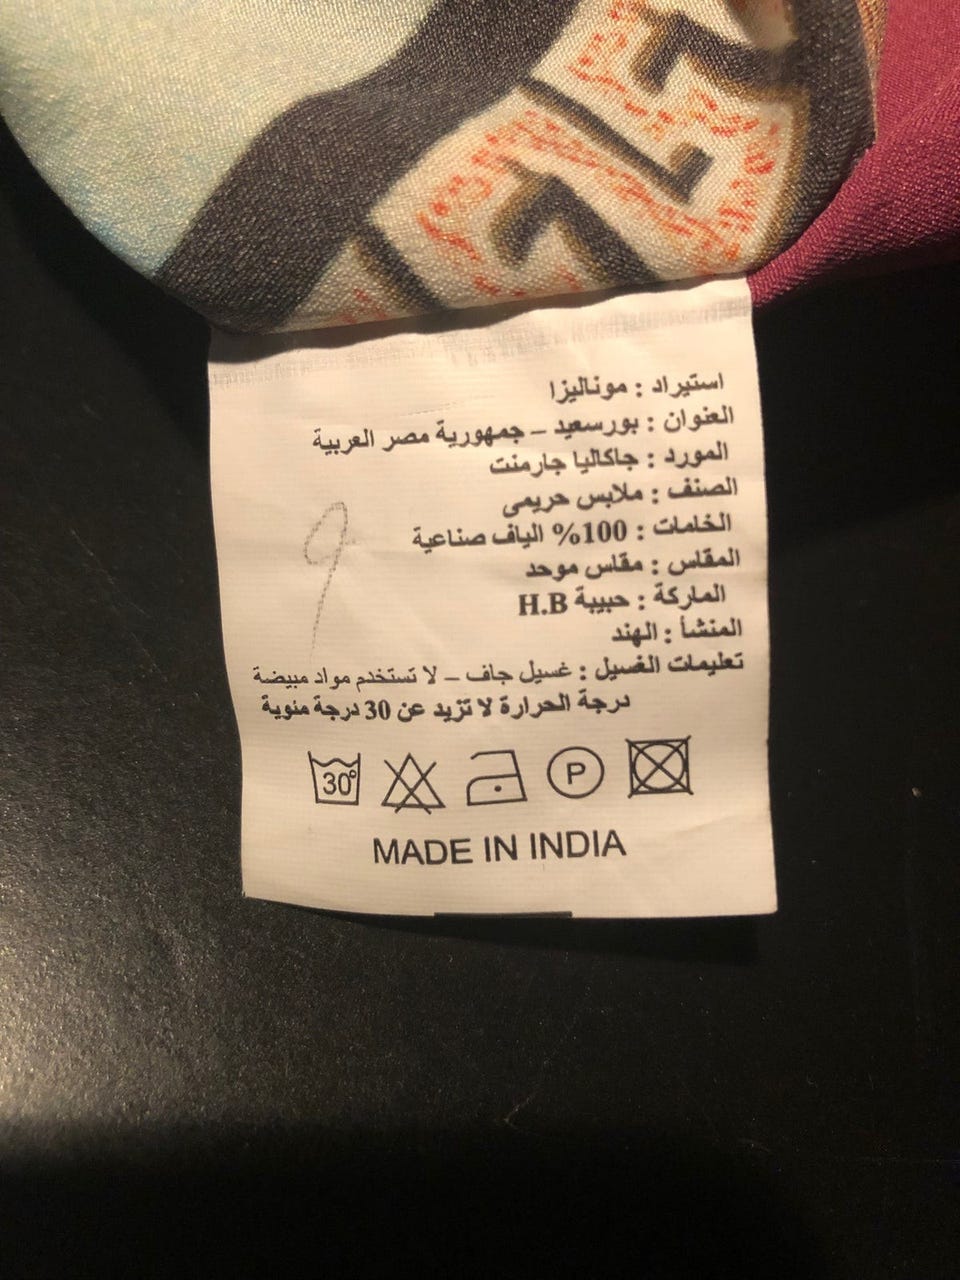 استيراد : موناليزا
العنوان : بورسعيد – جمهورية مصر العربية
المورد : جاكاليا جارمنت
الصنف : ملابس حريمى
الخامات : 100% الياف صناعية
المقاس : مقاس موحد
الماركة : حبيبة H.B
المنشأ : الهند
تعليمات الغسيل : غسيل جاف – لا تستخدم مواد مبيضة
درجة الحرارة لا تزيد عن 30 درجة منوية
9
30° P
MADE IN INDIA